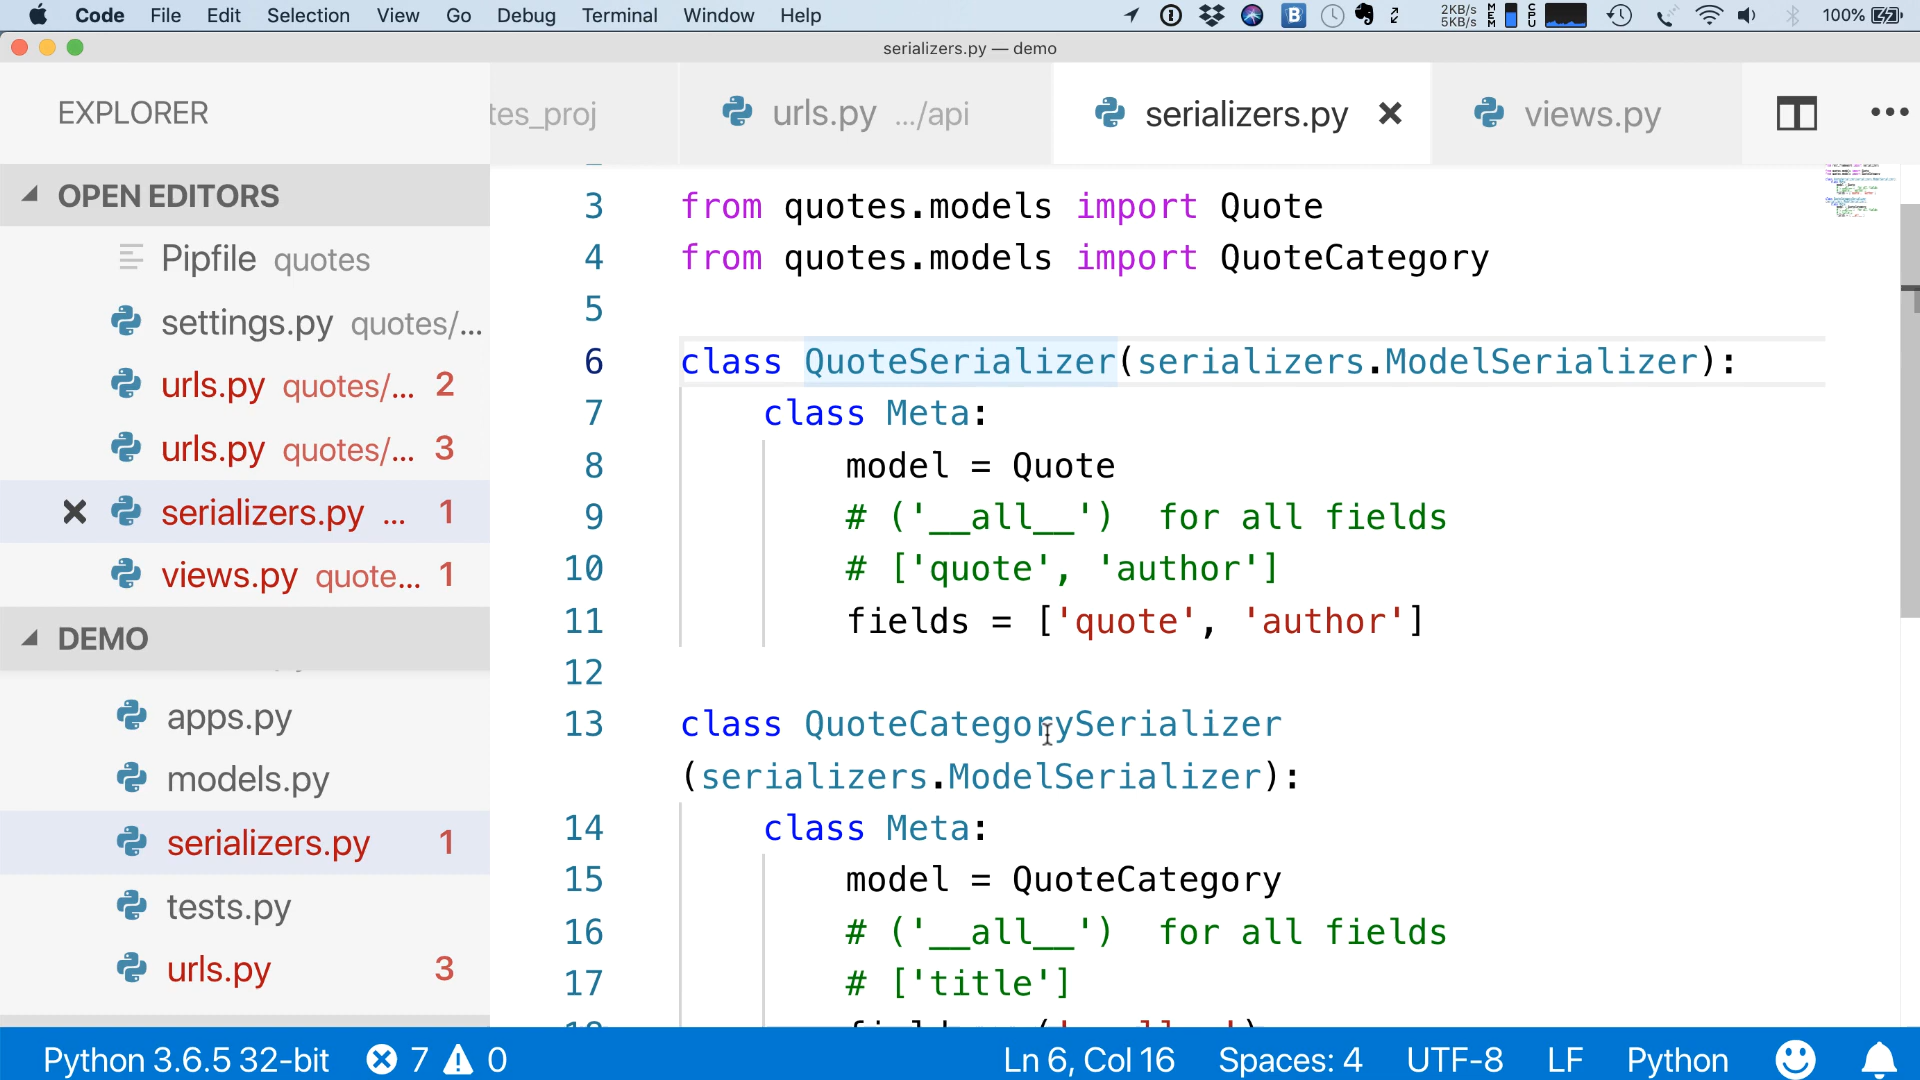 Code File Edit Selection View Go Debug Terminal Window Help 2KB/s 5KB/s MEM CPU 100%
serializers.py — demo
EXPLORER
tes_proj urls.py .../api serializers.py views.py
OPEN EDITORS
Pipfile quotes
settings.py quotes/...
urls.py quotes/... 2
urls.py quotes/... 3
serializers.py ... 1
views.py quote... 1
DEMO
apps.py
models.py
serializers.py 1
tests.py
urls.py 3
3 from quotes.models import Quote
4 from quotes.models import QuoteCategory
5
6 class QuoteSerializer(serializers.ModelSerializer):
7 class Meta:
8 model = Quote
9 # ('__all__')  for all fields
10 # ['quote', 'author']
11 fields = ['quote', 'author']
12
13 class QuoteCategorySerializer
(serializers.ModelSerializer):
14 class Meta:
15 model = QuoteCategory
16 # ('__all__')  for all fields
17 # ['title']
Python 3.6.5 32-bit 7 0 Ln 6, Col 16 Spaces: 4 UTF-8 LF Python